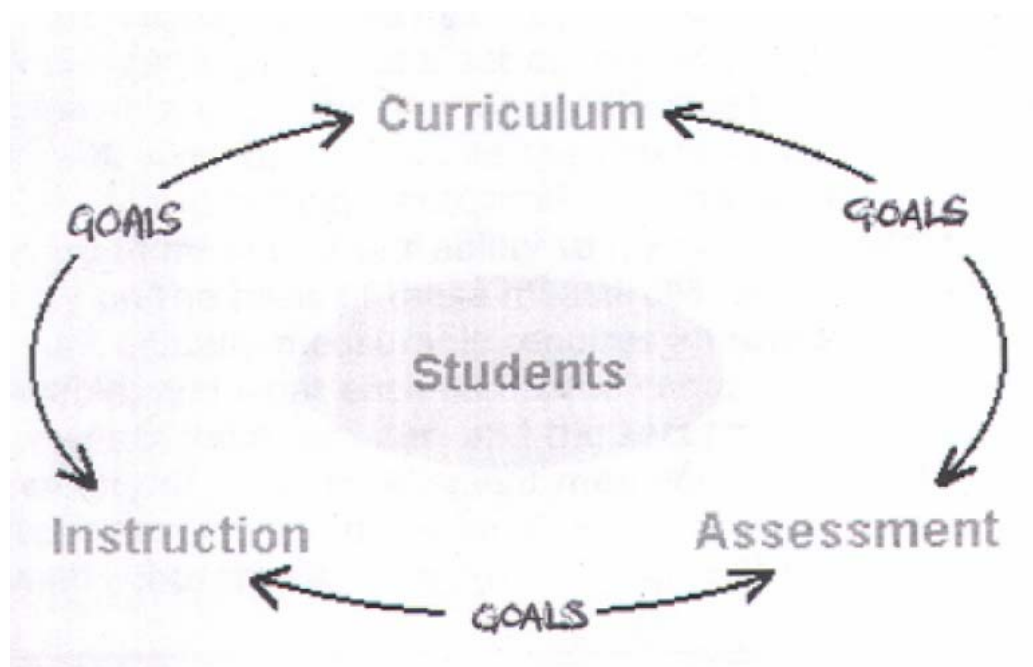 Curriculum
GOALS GOALS
Students
Instruction Assessment
GOALS